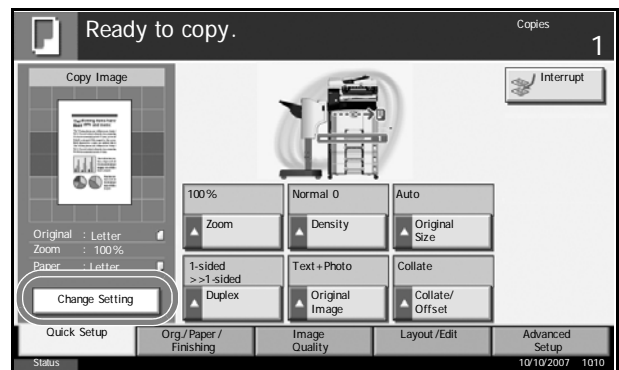 Ready to copy.
Copies
1
Copy Image
Interrupt
Original : Letter
Zoom : 100%
Paper : Letter
Change Setting
100%
Normal 0
Auto
Zoom
Density
Original
Size
1-sided
>>1-sided
Text+Photo
Collate
Duplex
Original
Image
Collate/
Offset
Quick Setup
Org./Paper/
Finishing
Image
Quality
Layout/Edit
Advanced
Setup
Status
10/10/2007 1010